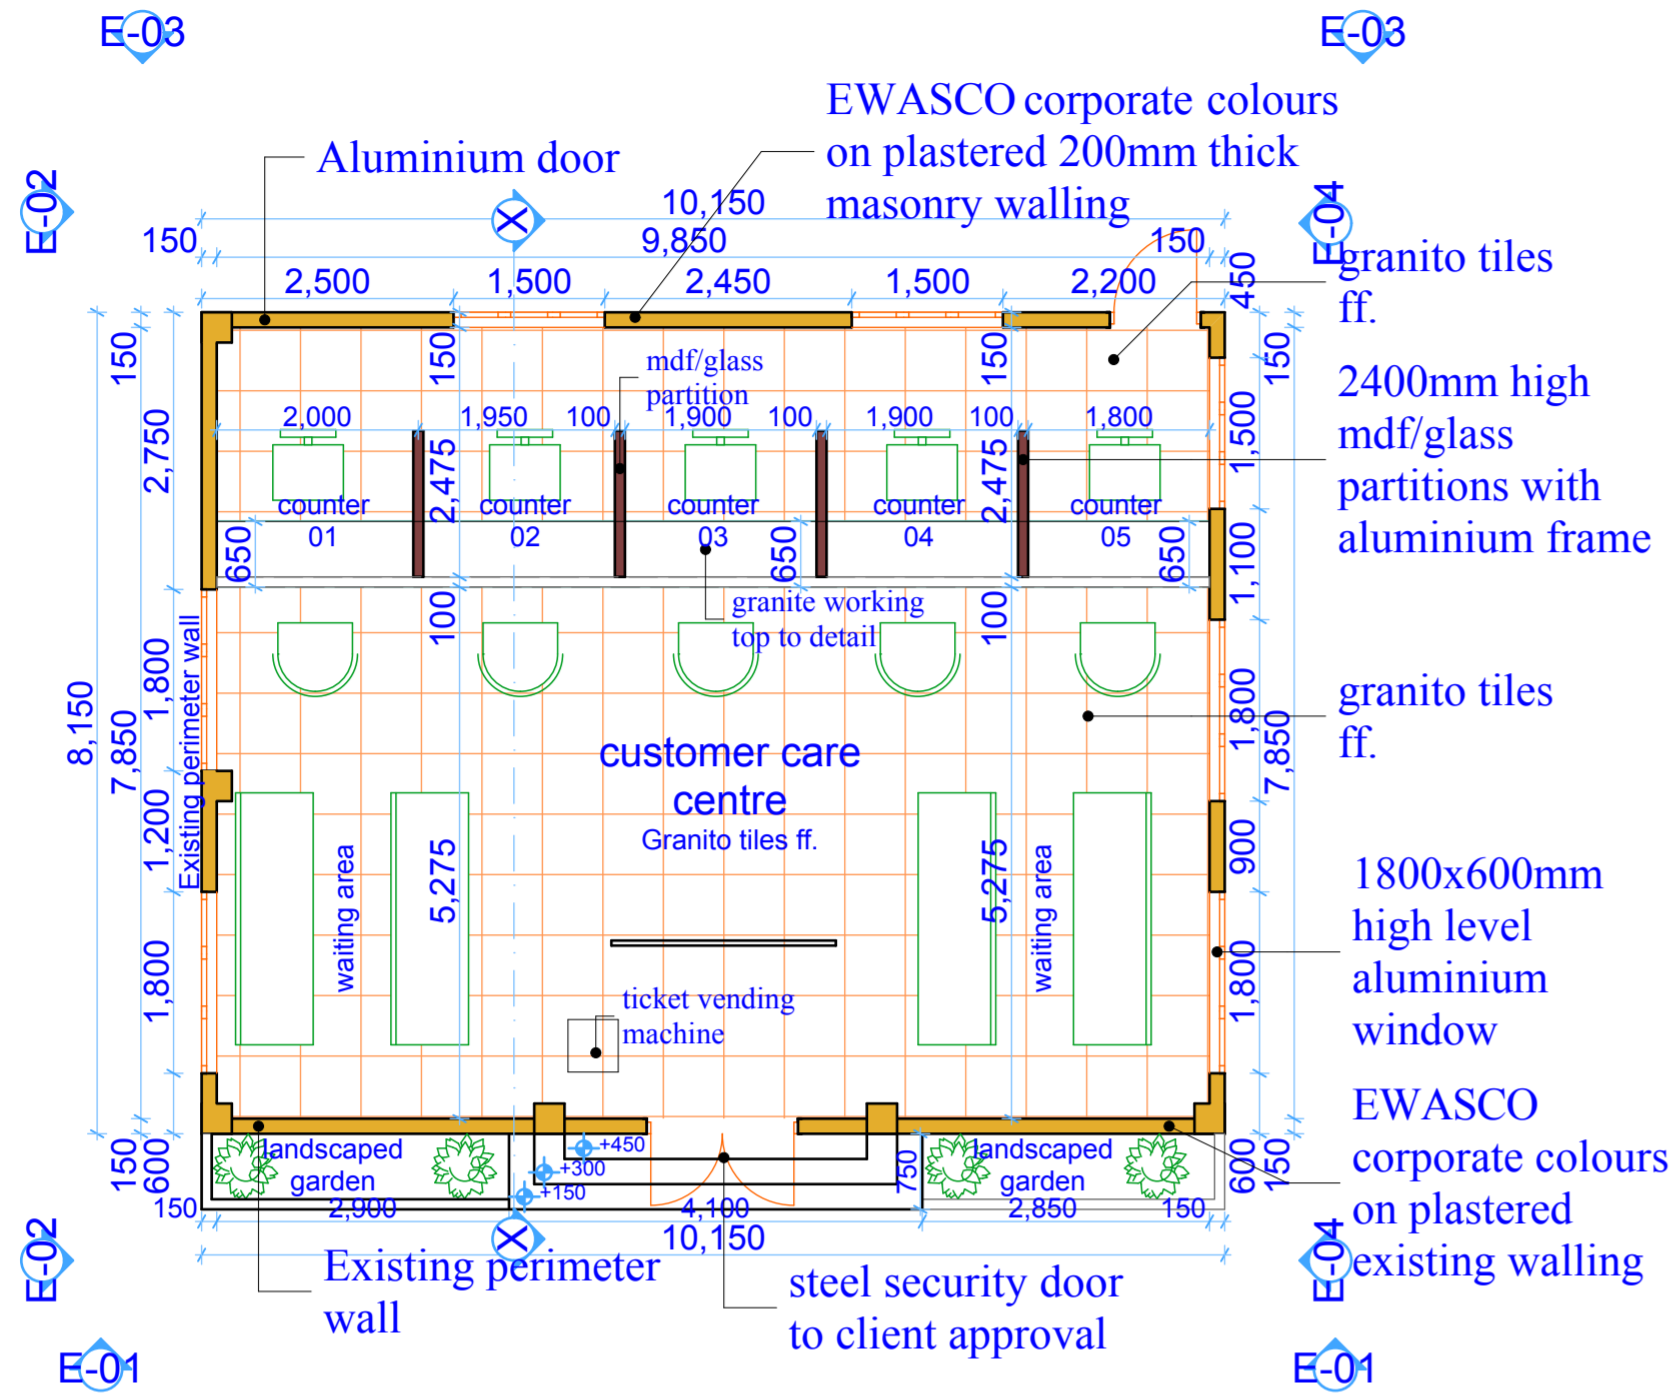 E-03
E-03
EWASCO corporate colours
on plastered 200mm thick
masonry walling
Aluminium door
E-02
E-04
X
10,150
150
9,850
150
2,500
1,500
2,450
1,500
2,200
450
granito tiles
ff.
150
150
150
150
mdf/glass
partition
2400mm high
mdf/glass
partitions with
aluminium frame
2,750
2,000
1,950
100
1,900
100
1,900
100
1,800
1,500
2,475
2,475
counter
01
counter
02
counter
03
counter
04
counter
05
650
650
650
1,100
100
100
granite working
top to detail
Existing perimeter wall
8,150
7,850
1,800
1,200
1,800
1,800
7,850
900
1,800
granito tiles
ff.
customer care
centre
Granito tiles ff.
waiting area
5,275
5,275
waiting area
1800x600mm
high level
aluminium
window
ticket vending
machine
EWASCO
corporate colours
on plastered
existing walling
150
600
landscaped
garden
+450
+300
+150
750
landscaped
garden
600
150
150
2,900
4,100
2,850
150
X
10,150
E-02
E-04
Existing perimeter
wall
steel security door
to client approval
E-01
E-01